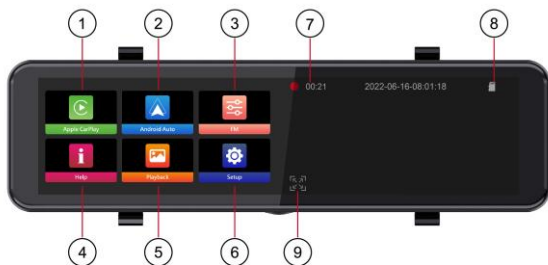 1 2 3 7 8
00:21 2022-06-16-08:01:18
Apple CarPlay Android Auto FM
Help Playback Setup
4 5 6 9